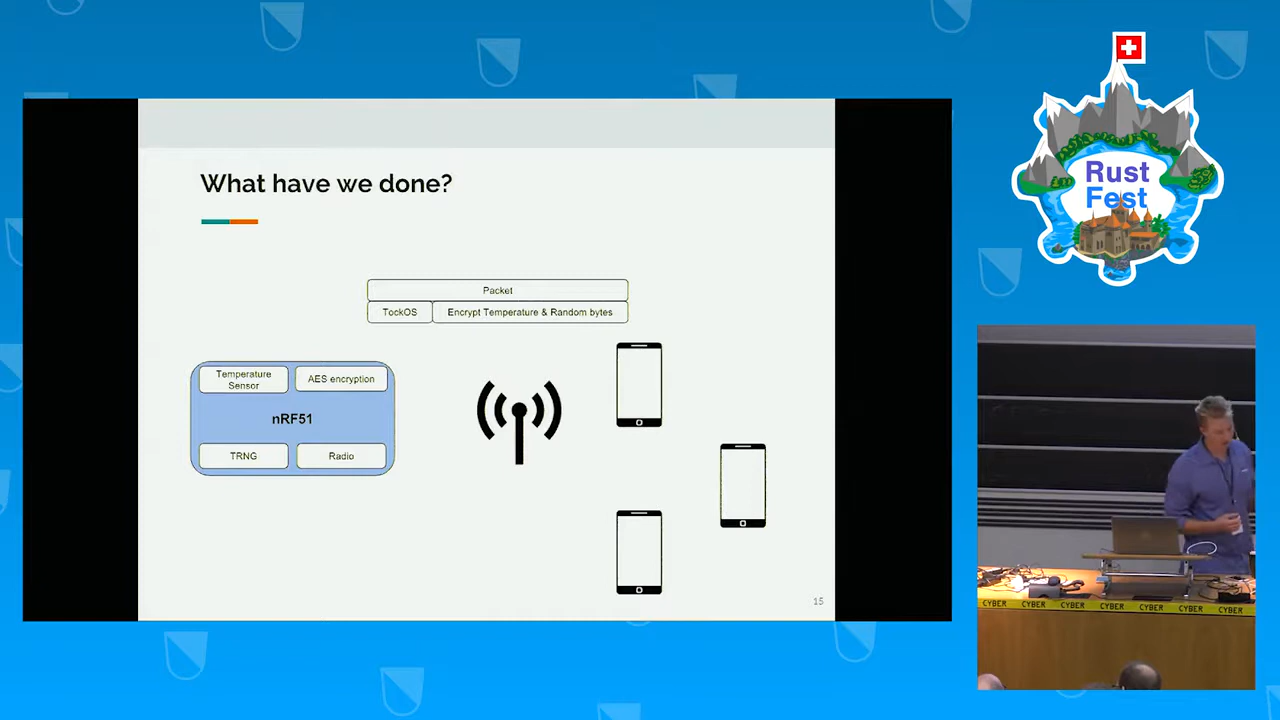 What have we done?
Packet
TockOS
Encrypt Temperature & Random bytes
Temperature
Sensor
AES encryption
nRF51
TRNG
Radio
15
Rust
Fest
CYBER CYBER CYBER CYBER CYBER CYBER CYBER